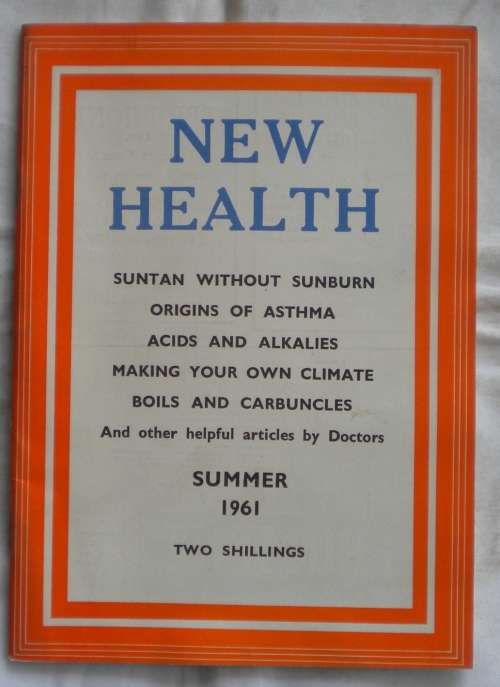 NEW
HEALTH
SUNTAN WITHOUT SUNBURN
ORIGINS OF ASTHMA
ACIDS AND ALKALIES
MAKING YOUR OWN CLIMATE
BOILS AND CARBUNCLES
And other helpful articles by Doctors
SUMMER
1961
TWO SHILLINGS